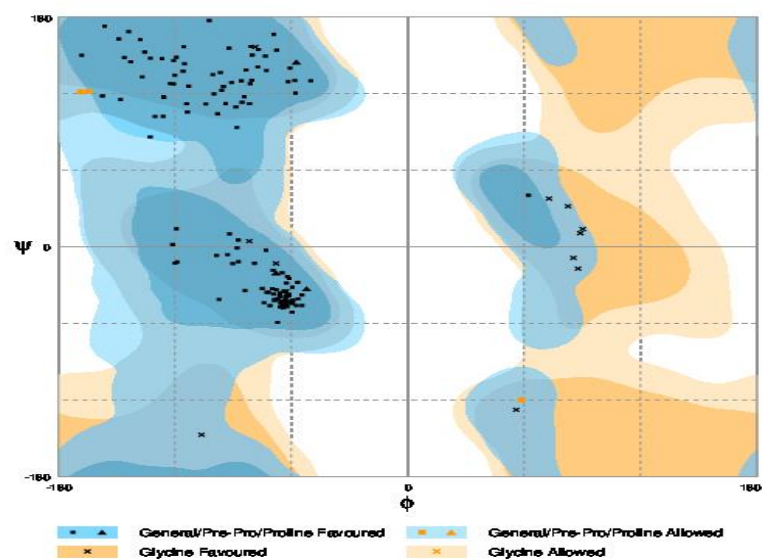 180
Ψ
0
-180
-180
0
180
Φ
General/Pre-Pro/Proline Favoured
General/Pre-Pro/Proline Allowed
Glycine Favoured
Glycine Allowed